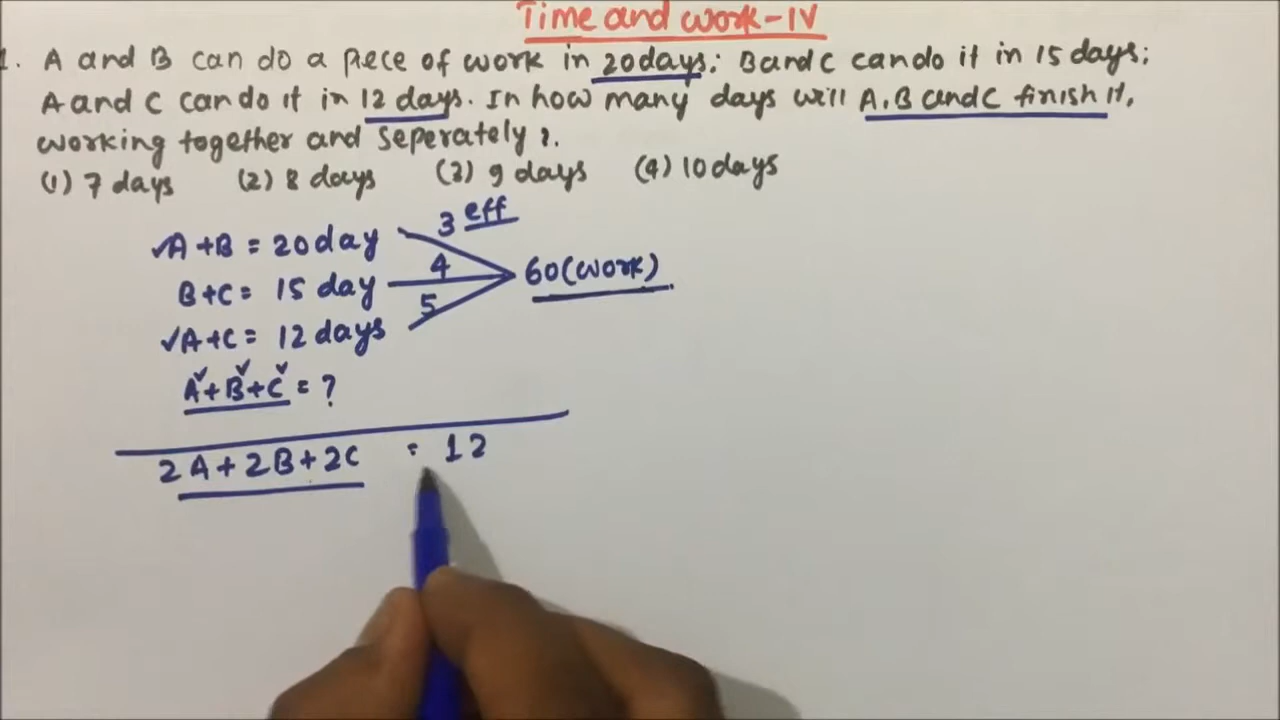 Time and work-IV
1. A and B can do a piece of work in 20 days; B and C can do it in 15 days;
A and C can do it in 12 days. In how many days will A, B and C finish it,
working together and seperately?.
(1) 7 days (2) 8 days (3) 9 days (4) 10 days
3 eff
✓A + B = 20 day
4 60 (work)
B + C = 15 day
5
✓A + C = 12 days
A✓ + B✓ + C✓ = ?
2A + 2B + 2C = 12